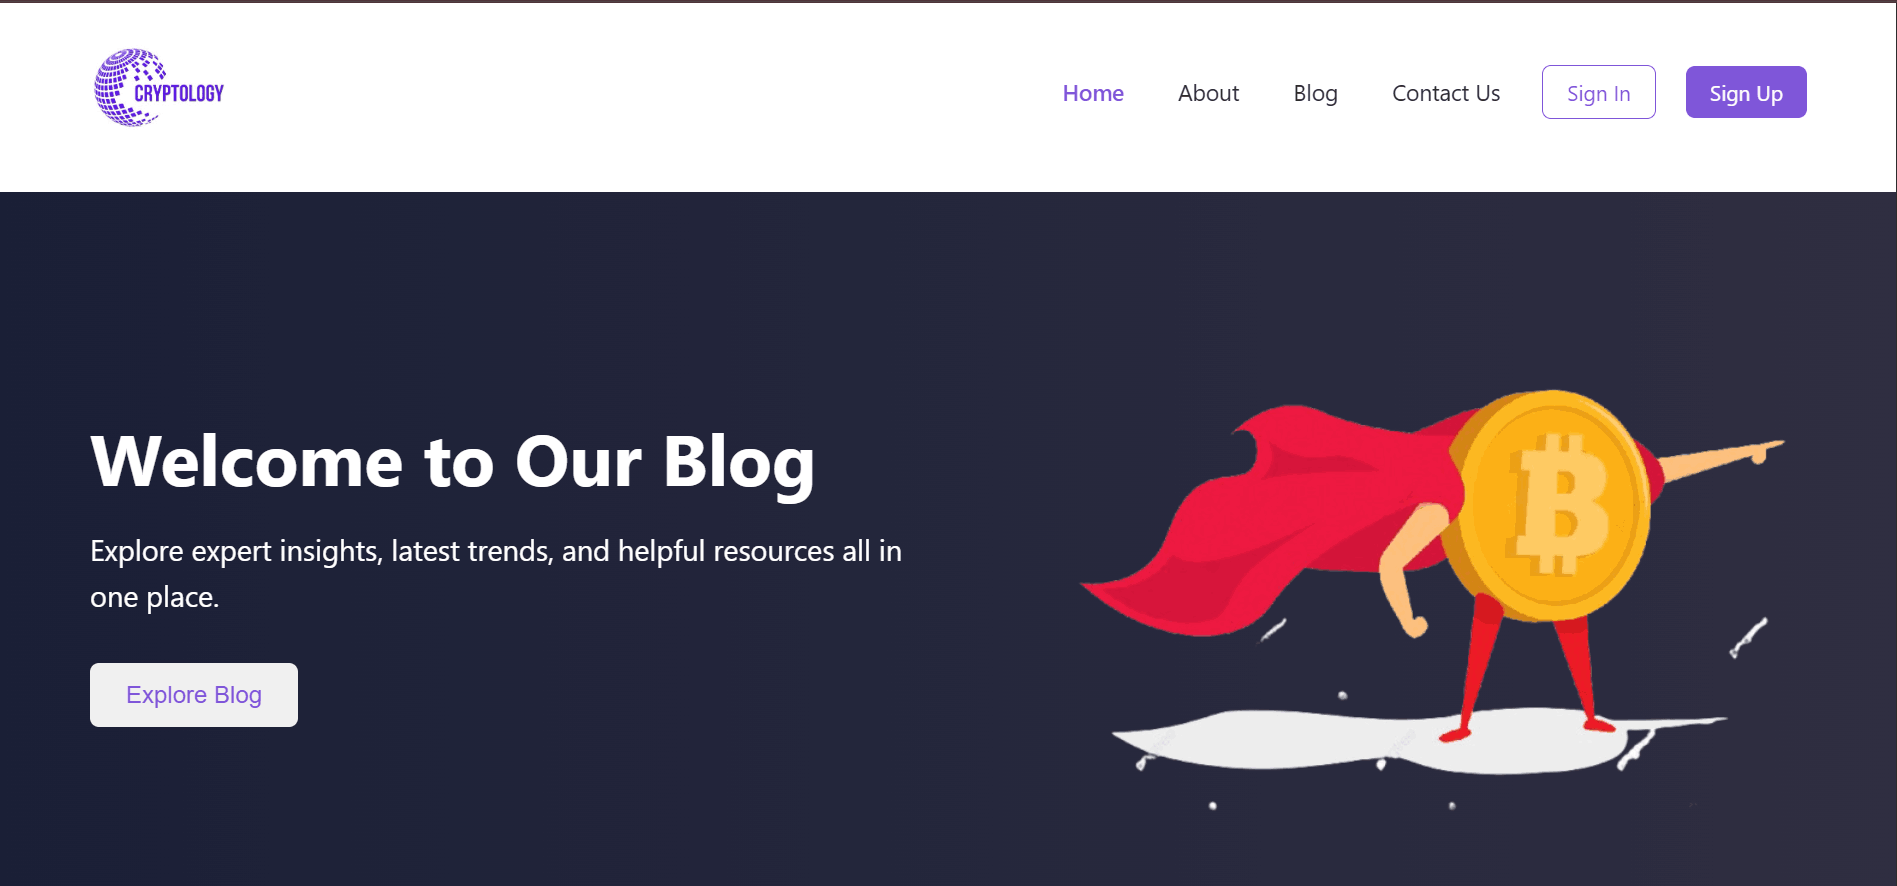 CRYPTOLOGY
Home
About
Blog
Contact Us
Sign In
Sign Up
Welcome to Our Blog
Explore expert insights, latest trends, and helpful resources all in
one place.
Explore Blog